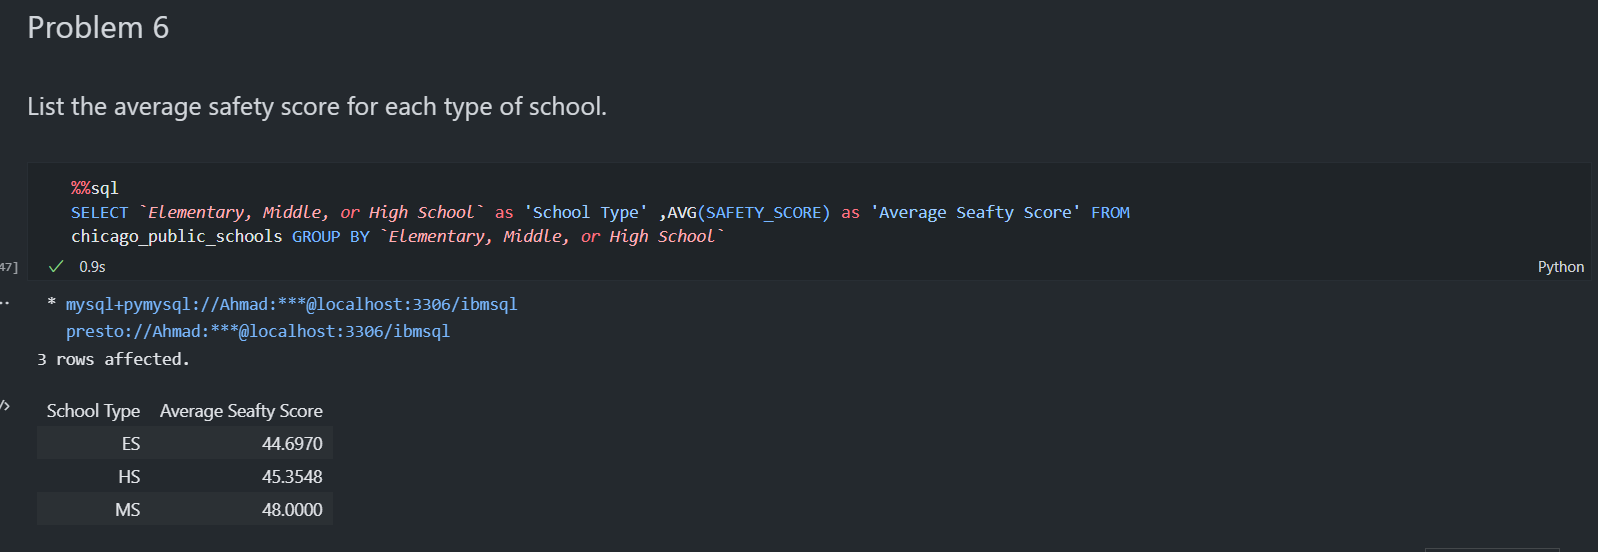 Problem 6
List the average safety score for each type of school.
%%sql
SELECT `Elementary, Middle, or High School` as 'School Type' ,AVG(SAFETY_SCORE) as 'Average Seafty Score' FROM
chicago_public_schools GROUP BY `Elementary, Middle, or High School`
47] ✓ 0.9s Python
* mysql+pymysql://Ahmad:***@localhost:3306/ibmsql
presto://Ahmad:***@localhost:3306/ibmsql
3 rows affected.
School Type Average Seafty Score
ES 44.6970
HS 45.3548
MS 48.0000